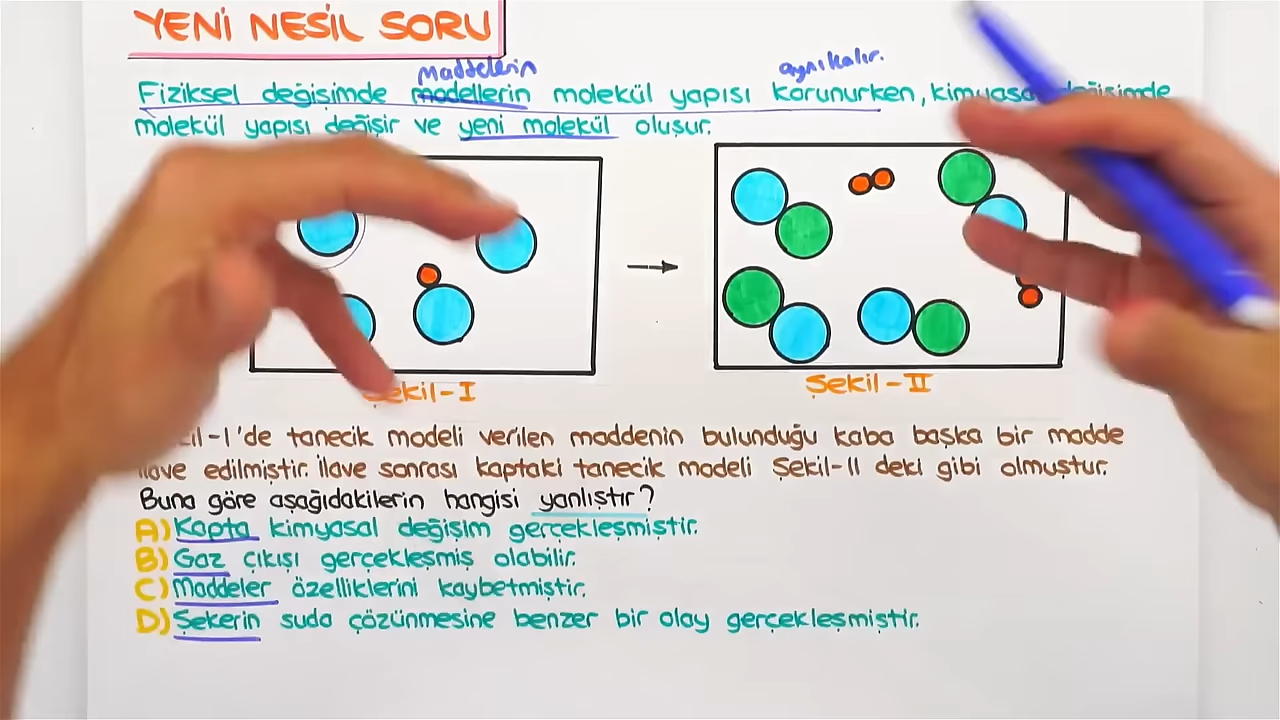 YENİ NESİL SORU
maddelerin aynı kalır.
Fiziksel değişimde modellerin molekül yapısı korunurken, değişimde
molekül yapısı değişir ve yeni molekül oluşur.
Şekil-I Şekil-II
tanecik modeli verilen maddenin bulunduğu kaba başka bir madde
ilave edilmiştir. İlave sonrası kaptaki tanecik modeli Şekil-II deki gibi olmuştur.
Buna göre aşağıdakilerin hangisi yanlıştır?
A) Kapta kimyasal değişim gerçekleşmiştir.
B) Gaz çıkışı gerçekleşmiş olabilir.
C) Maddeler özelliklerini kaybetmiştir.
D) Şekerin suda çözünmesine benzer bir olay gerçekleşmiştir.